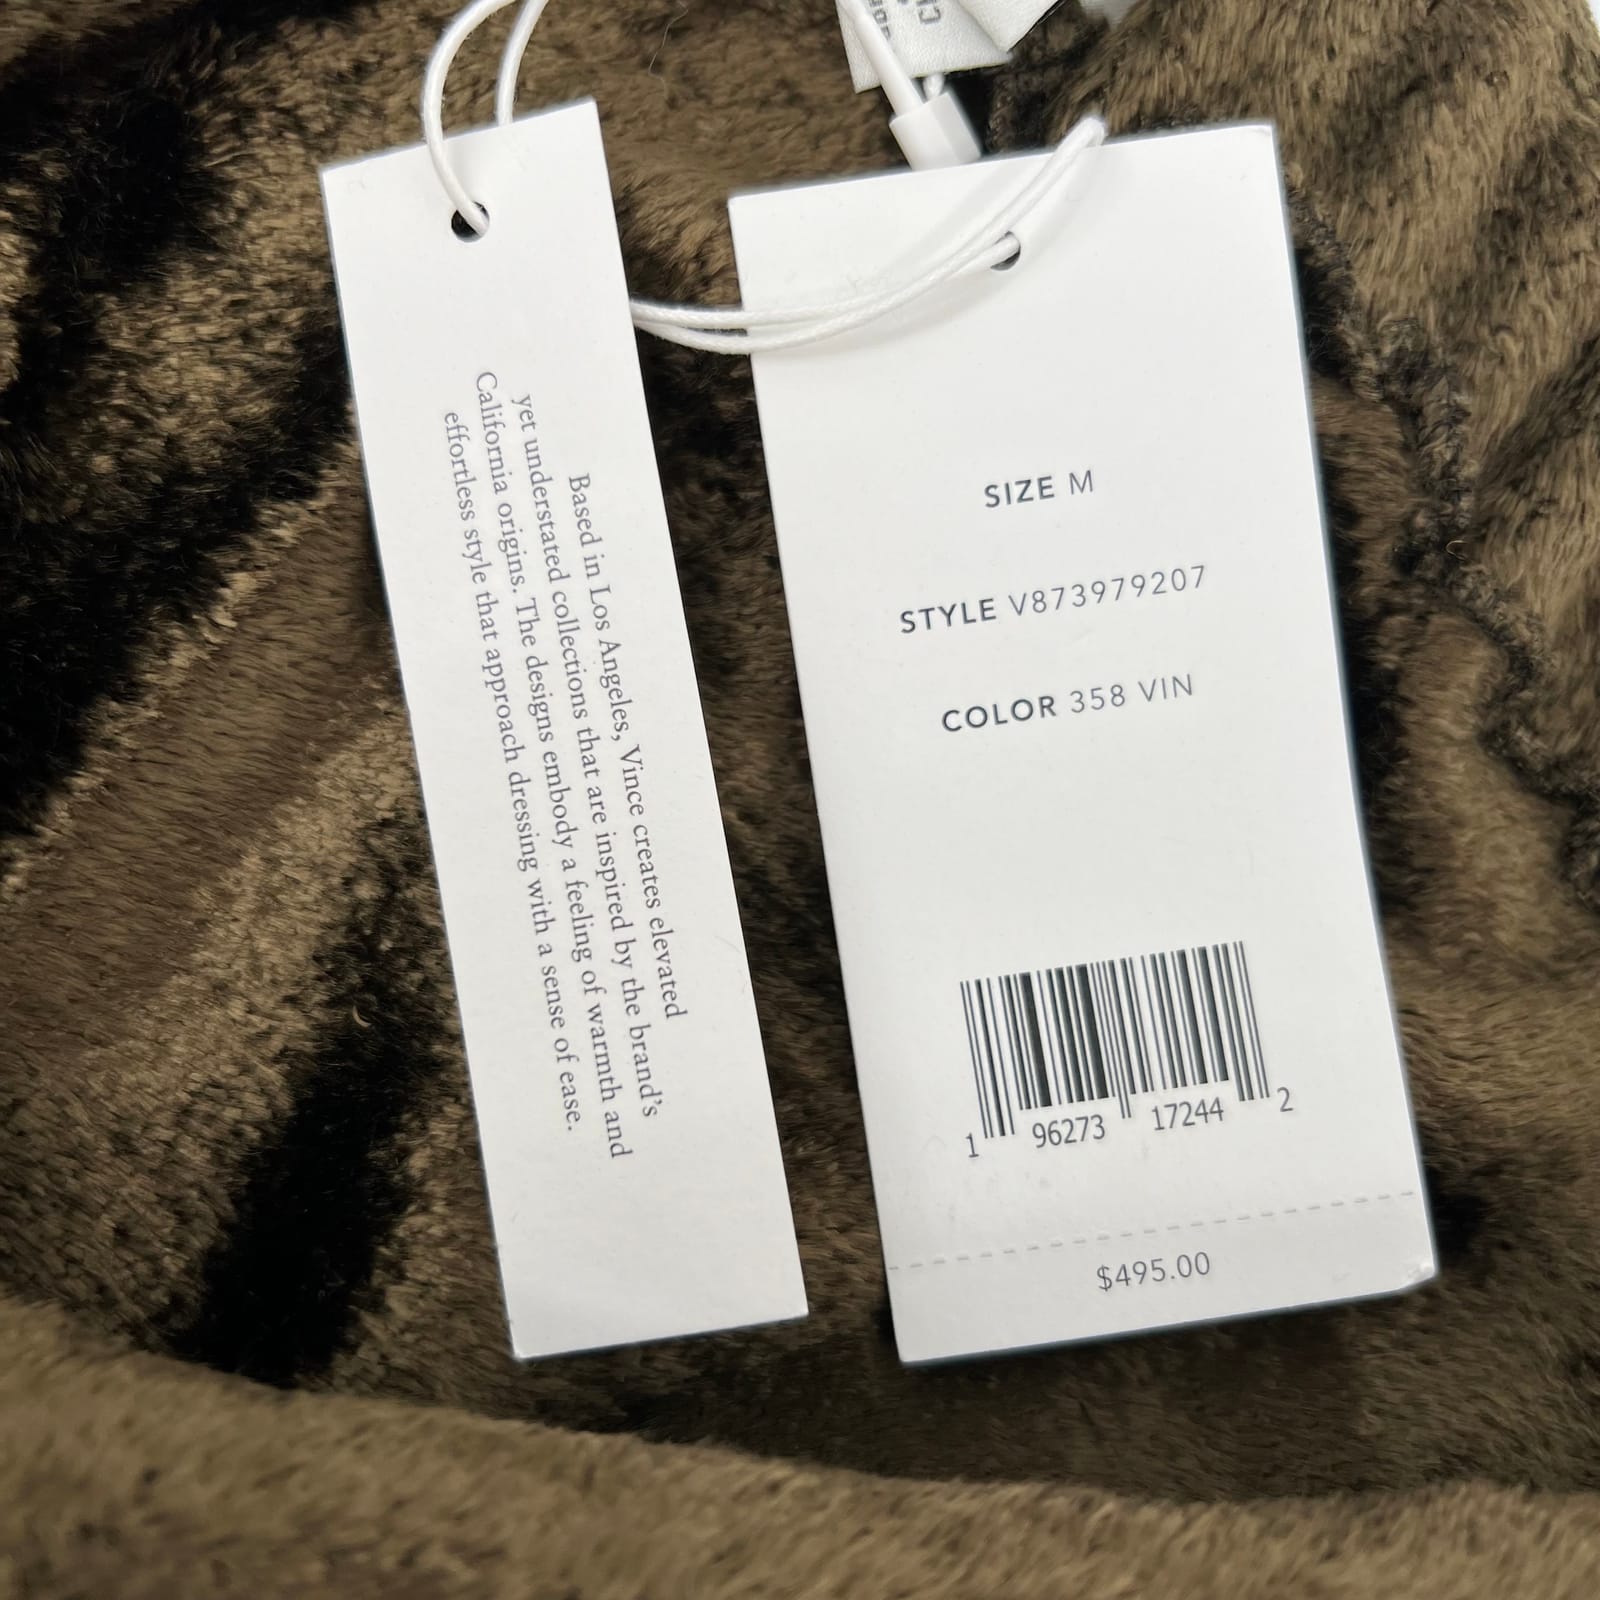 Based in Los Angeles, Vince creates elevated
yet understated collections that are inspired by the brand's
California origins. The designs embody a feeling of warmth and
effortless style that approach dressing with a sense of ease.
SIZE M
STYLE V873979207
COLOR 358 VIN
1 96273 17244 2
$495.00